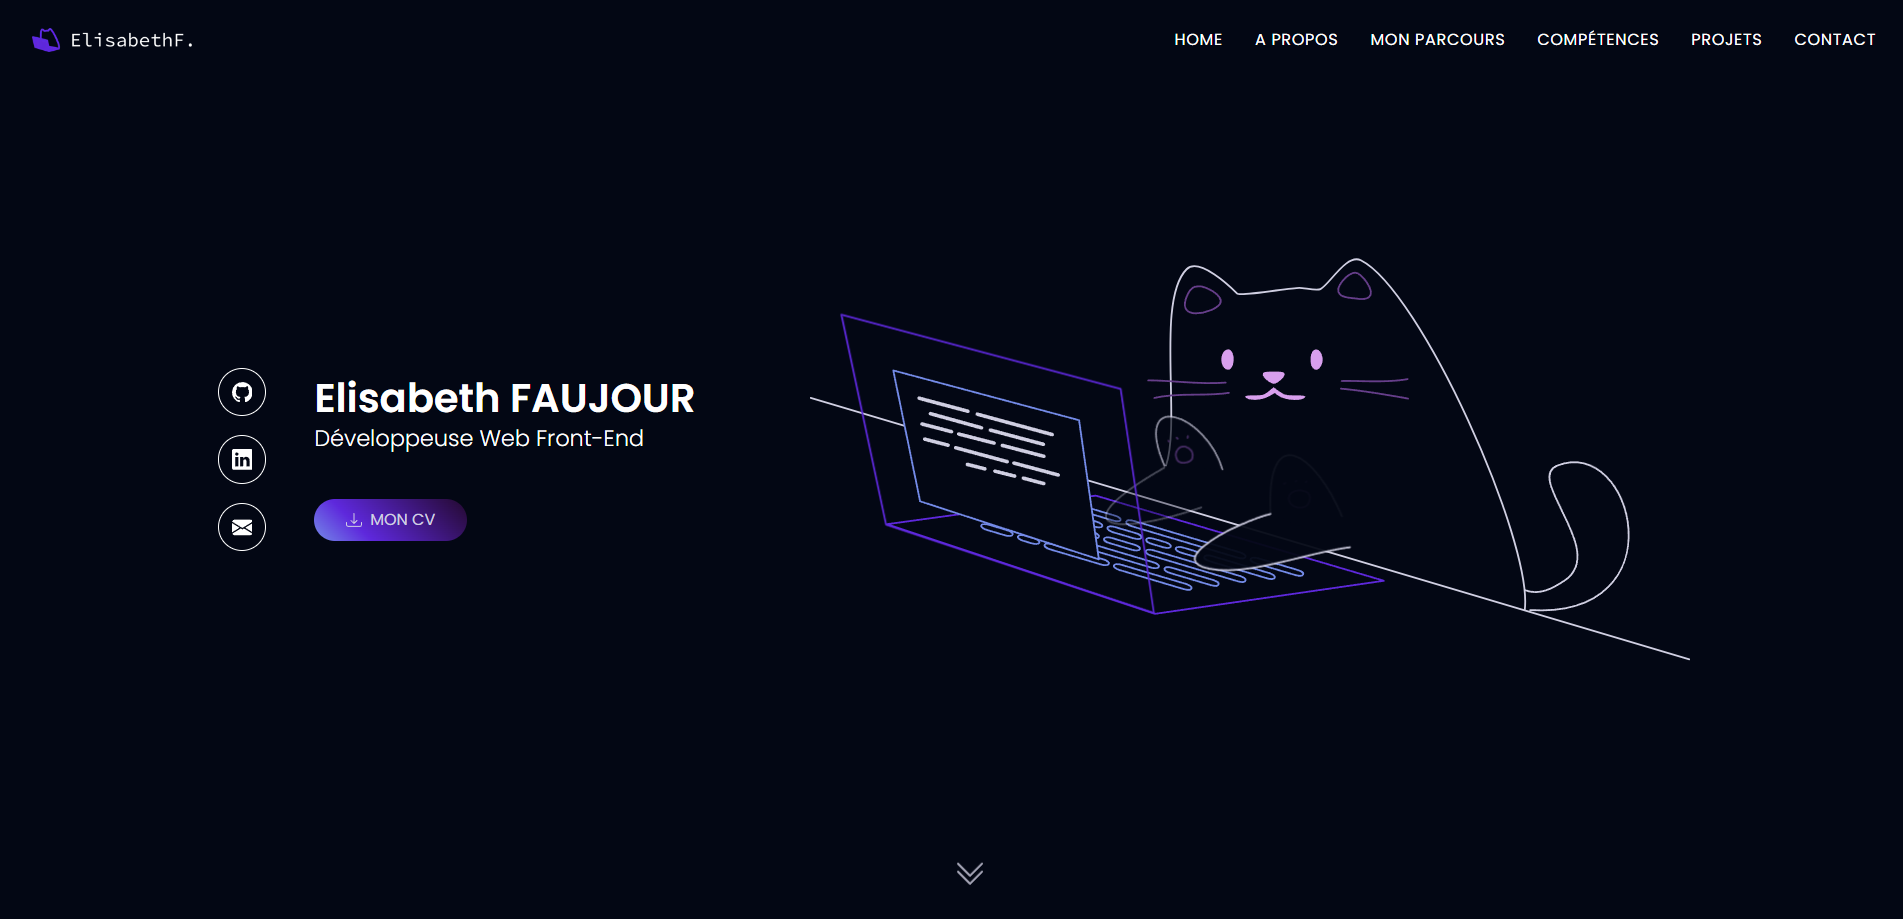 ElisabethF.
HOME
A PROPOS
MON PARCOURS
COMPÉTENCES
PROJETS
CONTACT
Elisabeth FAUJOUR
Développeuse Web Front-End
MON CV